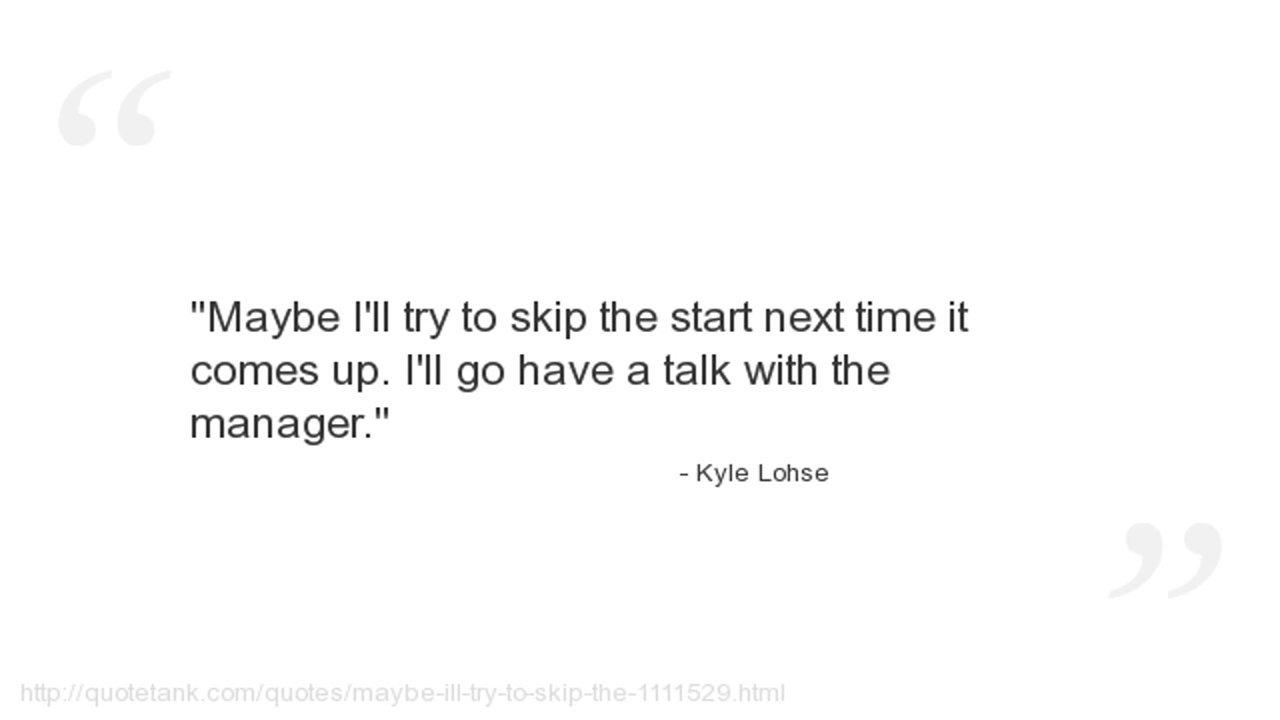 "Maybe I'll try to skip the start next time it
comes up. I'll go have a talk with the
manager."
- Kyle Lohse
http://quotetank.com/quotes/maybe-ill-try-to-skip-the-1111529.html